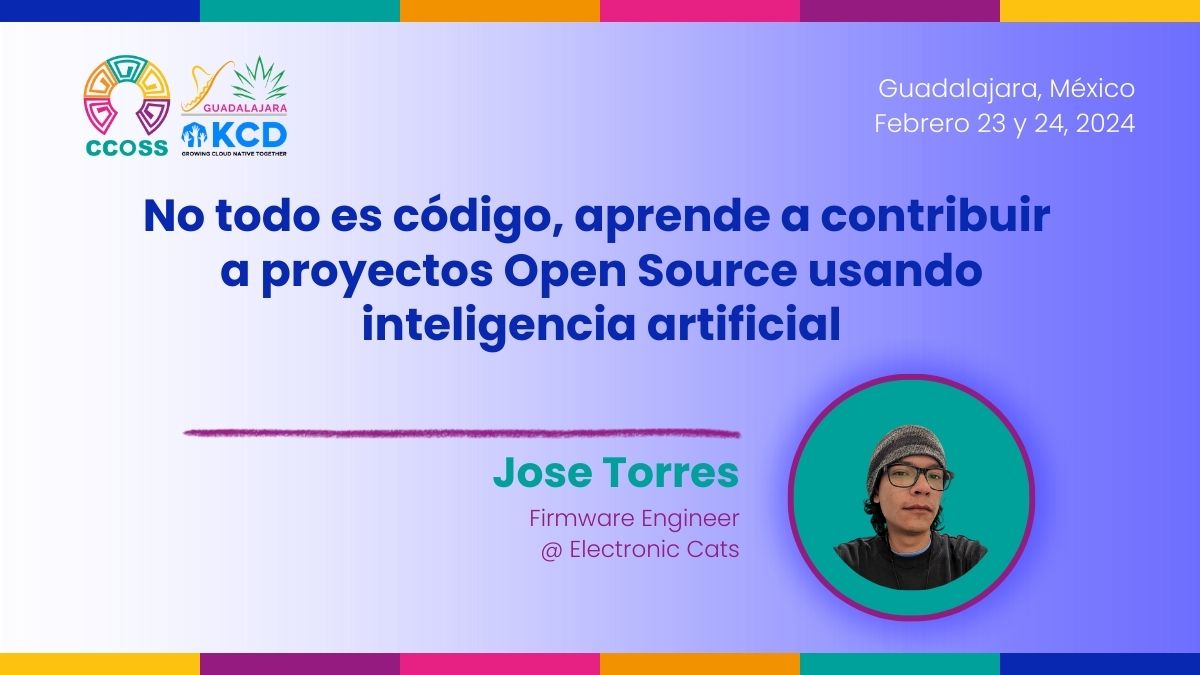 CCOSS
GUADALAJARA
KCD
GROWING CLOUD NATIVE TOGETHER
Guadalajara, México
Febrero 23 y 24, 2024
No todo es código, aprende a contribuir
a proyectos Open Source usando
inteligencia artificial
Jose Torres
Firmware Engineer
@ Electronic Cats